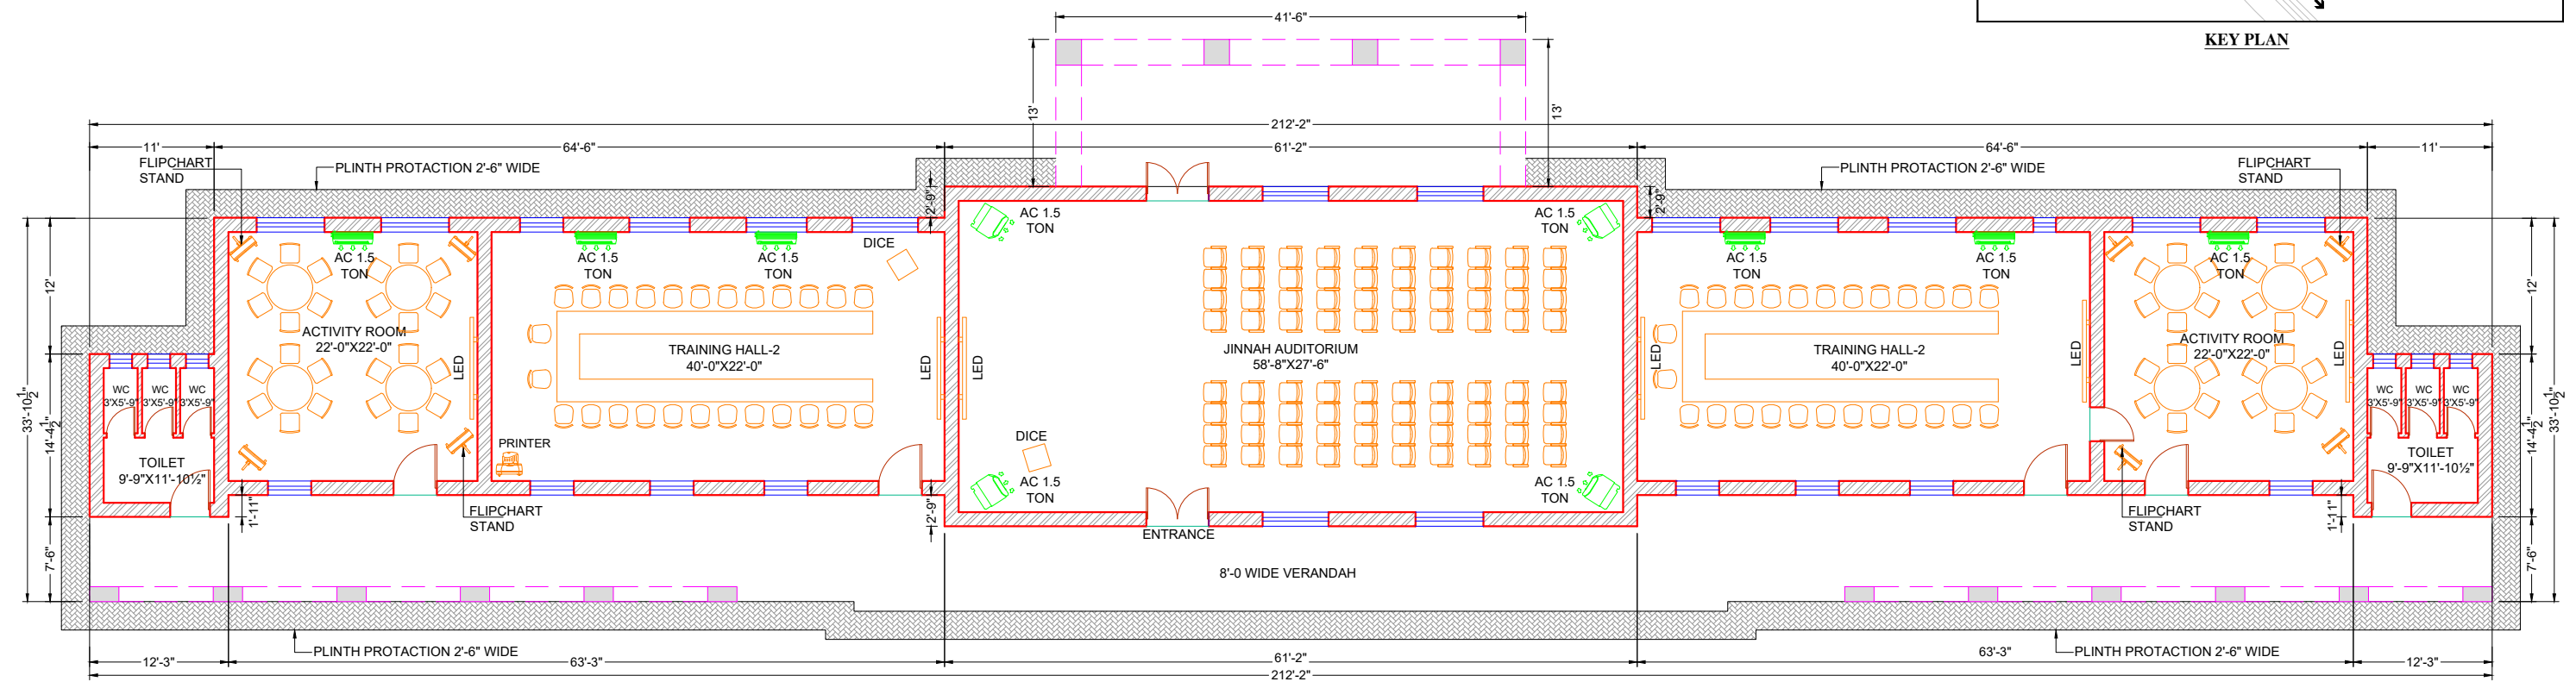 41'-6"
KEY PLAN
13'
13'
212'-2"
11'
64'-6"
61'-2"
64'-6"
11'
FLIPCHART
STAND
PLINTH PROTACTION 2'-6" WIDE
PLINTH PROTACTION 2'-6" WIDE
FLIPCHART
STAND
2'-9"
2'-9"
AC 1.5
TON
AC 1.5
TON
DICE
AC 1.5
TON
AC 1.5
TON
AC 1.5
TON
AC 1.5
TON
AC 1.5
TON
AC 1.5
TON
12'
12'
ACTIVITY ROOM
22'-0"X22'-0"
LED
TRAINING HALL-2
40'-0"X22'-0"
LED
LED
JINNAH AUDITORIUM
58'-8"X27'-6"
LED
TRAINING HALL-2
40'-0"X22'-0"
LED
ACTIVITY ROOM
22'-0"X22'-0"
LED
33'-10½"
14'-4½"
WC
3'X5'-9"
WC
3'X5'-9"
WC
3'X5'-9"
WC
3'X5'-9"
WC
3'X5'-9"
WC
3'X5'-9"
14'-4½"
33'-10½"
TOILET
9'-9"X11'-10½"
PRINTER
DICE
TOILET
9'-9"X11'-10½"
AC 1.5
TON
AC 1.5
TON
1'-11"
FLIPCHART
STAND
2'-9"
ENTRANCE
FLIPCHART
STAND
1'-11"
7'-6"
8'-0 WIDE VERANDAH
7'-6"
PLINTH PROTACTION 2'-6" WIDE
PLINTH PROTACTION 2'-6" WIDE
12'-3"
63'-3"
61'-2"
63'-3"
12'-3"
212'-2"